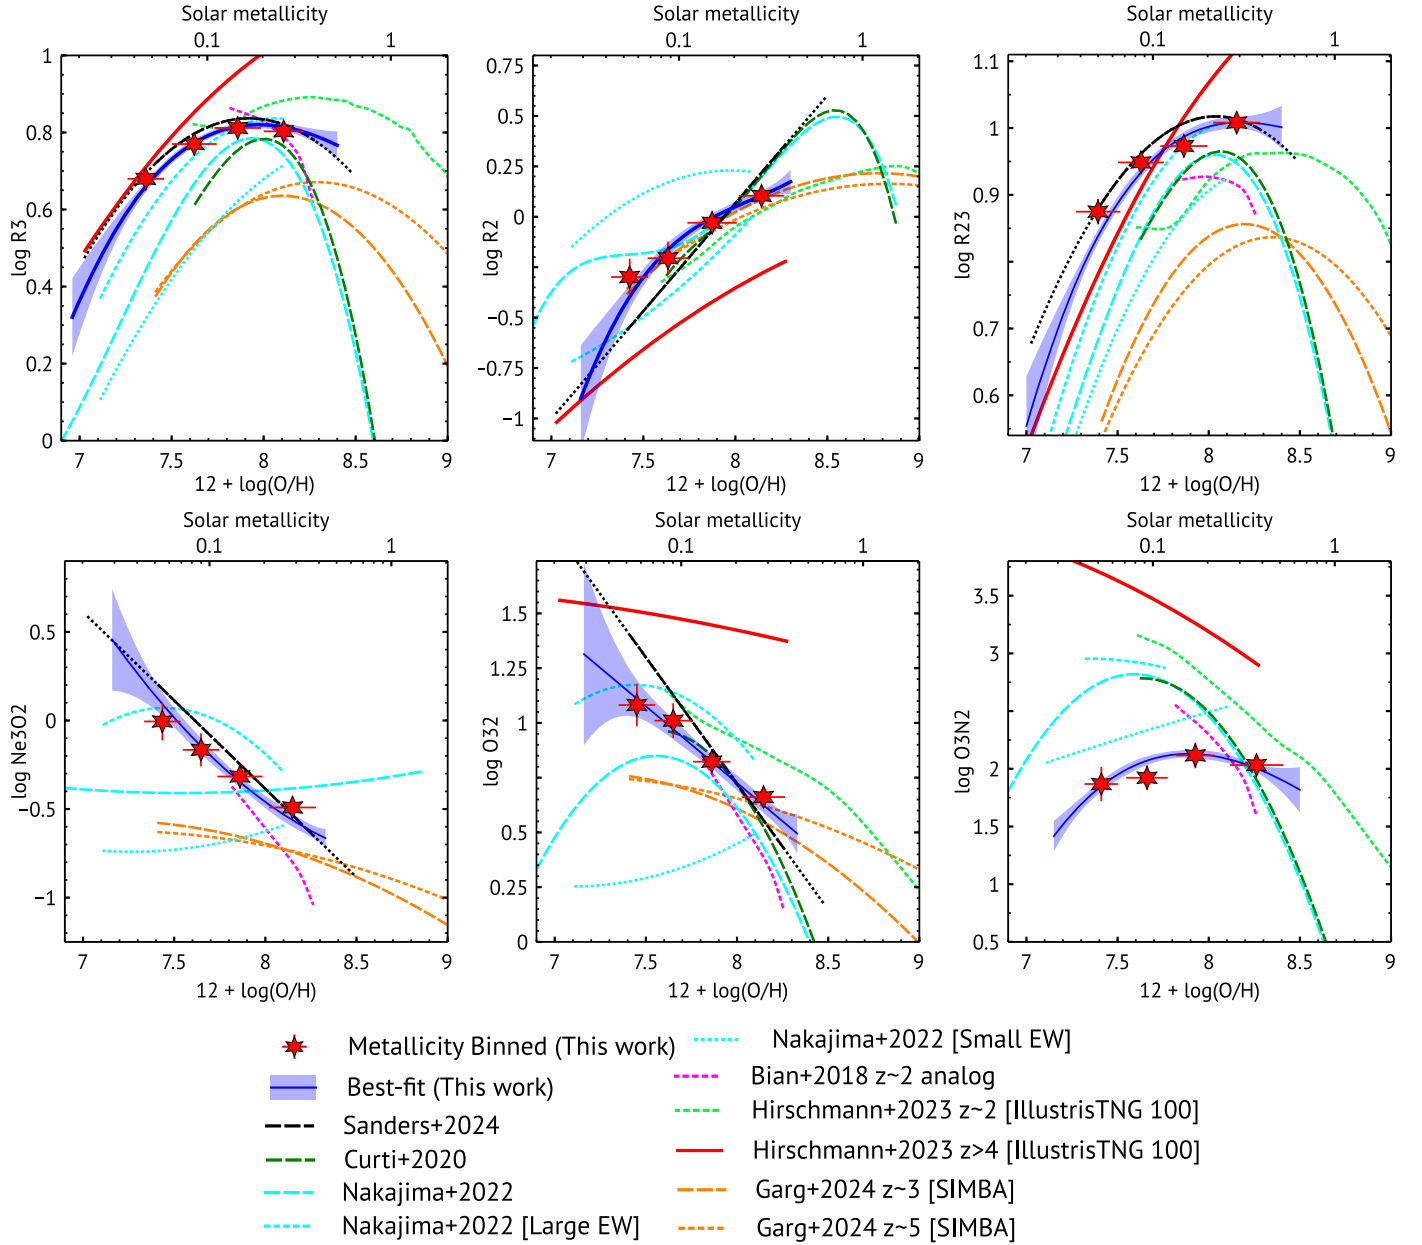 Solar metallicity
0.1 1
log R3
1
0.8
0.6
0.4
0.2
0
7 7.5 8 8.5 9
12 + log(O/H)
Solar metallicity
0.1 1
log R2
0.75
0.5
0.25
0
−0.5
−0.75
−1
7 7.5 8 8.5 9
12 + log(O/H)
Solar metallicity
0.1 1
log R23
1.1
1.0
0.9
0.8
0.7
0.6
7 7.5 8 8.5 9
12 + log(O/H)
Solar metallicity
0.1 1
log Ne3O2
0.5
0
−0.5
−1
7 7.5 8 8.5 9
12 + log(O/H)
Solar metallicity
0.1 1
log O32
1.5
1.25
1
0.75
0.5
0.25
0
7 7.5 8 8.5 9
12 + log(O/H)
Solar metallicity
0.1 1
log O3N2
3.5
3
2.5
2
1.5
1
0.5
7 7.5 8 8.5 9
12 + log(O/H)
Metallicity Binned (This work)
Best-fit (This work)
Sanders+2024
Curti+2020
Nakajima+2022
Nakajima+2022 [Large EW]
Nakajima+2022 [Small EW]
Bian+2018 z~2 analog
Hirschmann+2023 z~2 [IllustrisTNG 100]
Hirschmann+2023 z>4 [IllustrisTNG 100]
Garg+2024 z~3 [SIMBA]
Garg+2024 z~5 [SIMBA]